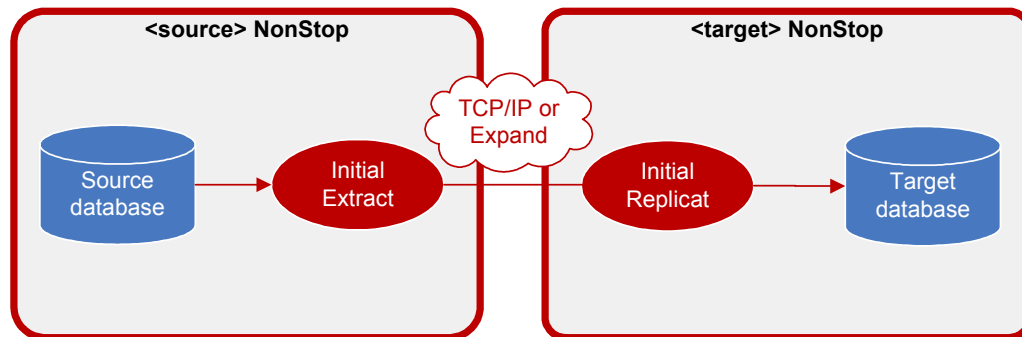 <source> NonStop
<target> NonStop
TCP/IP or
Expand
Source
database
Initial
Extract
Initial
Replicat
Target
database